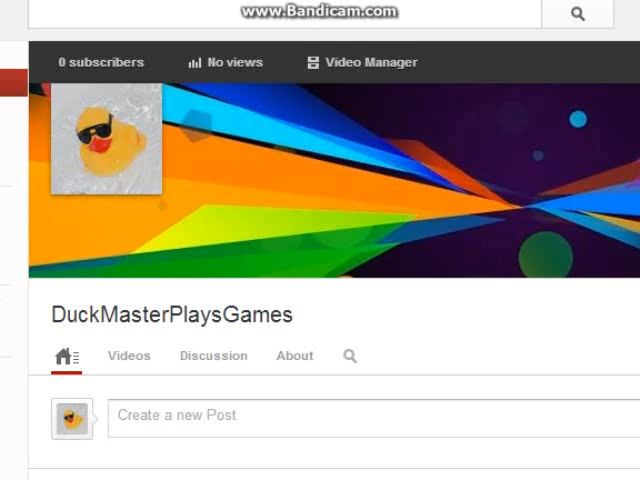 www.Bandicam.com
0 subscribers No views Video Manager
DuckMasterPlaysGames
Videos Discussion About
Create a new Post